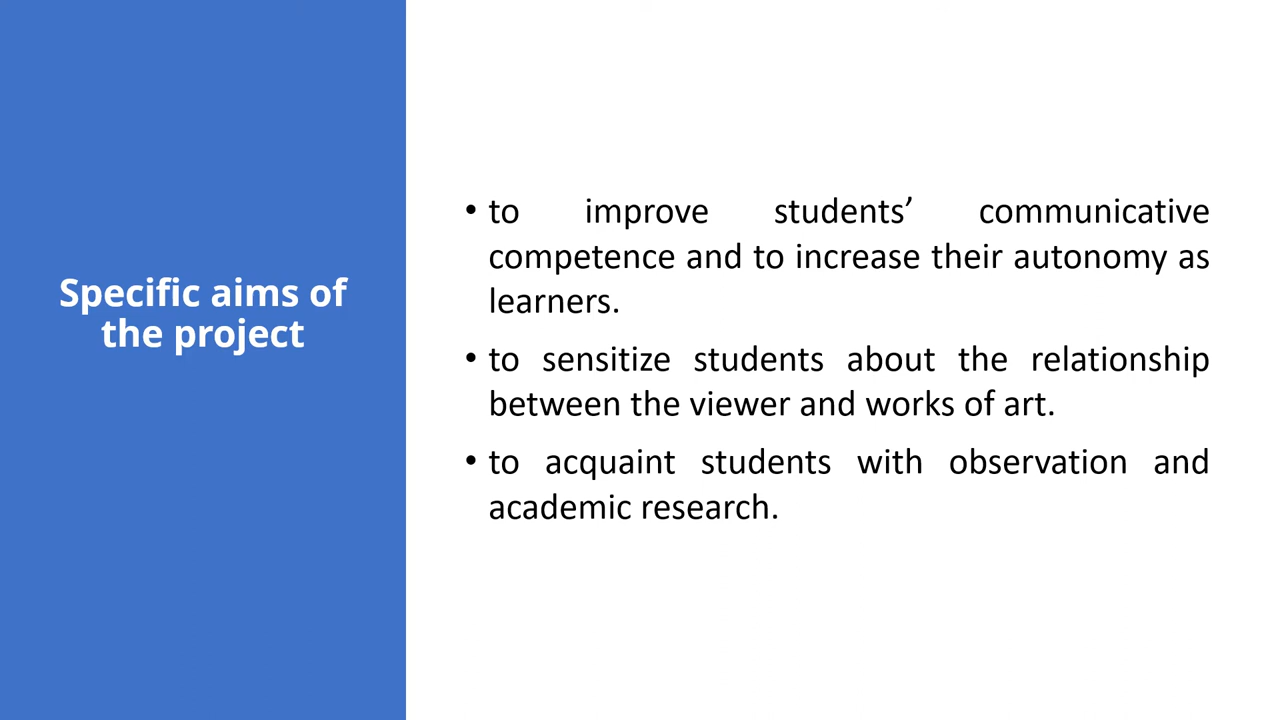 Specific aims of
the project
• to improve students’ communicative
competence and to increase their autonomy as
learners.
• to sensitize students about the relationship
between the viewer and works of art.
• to acquaint students with observation and
academic research.